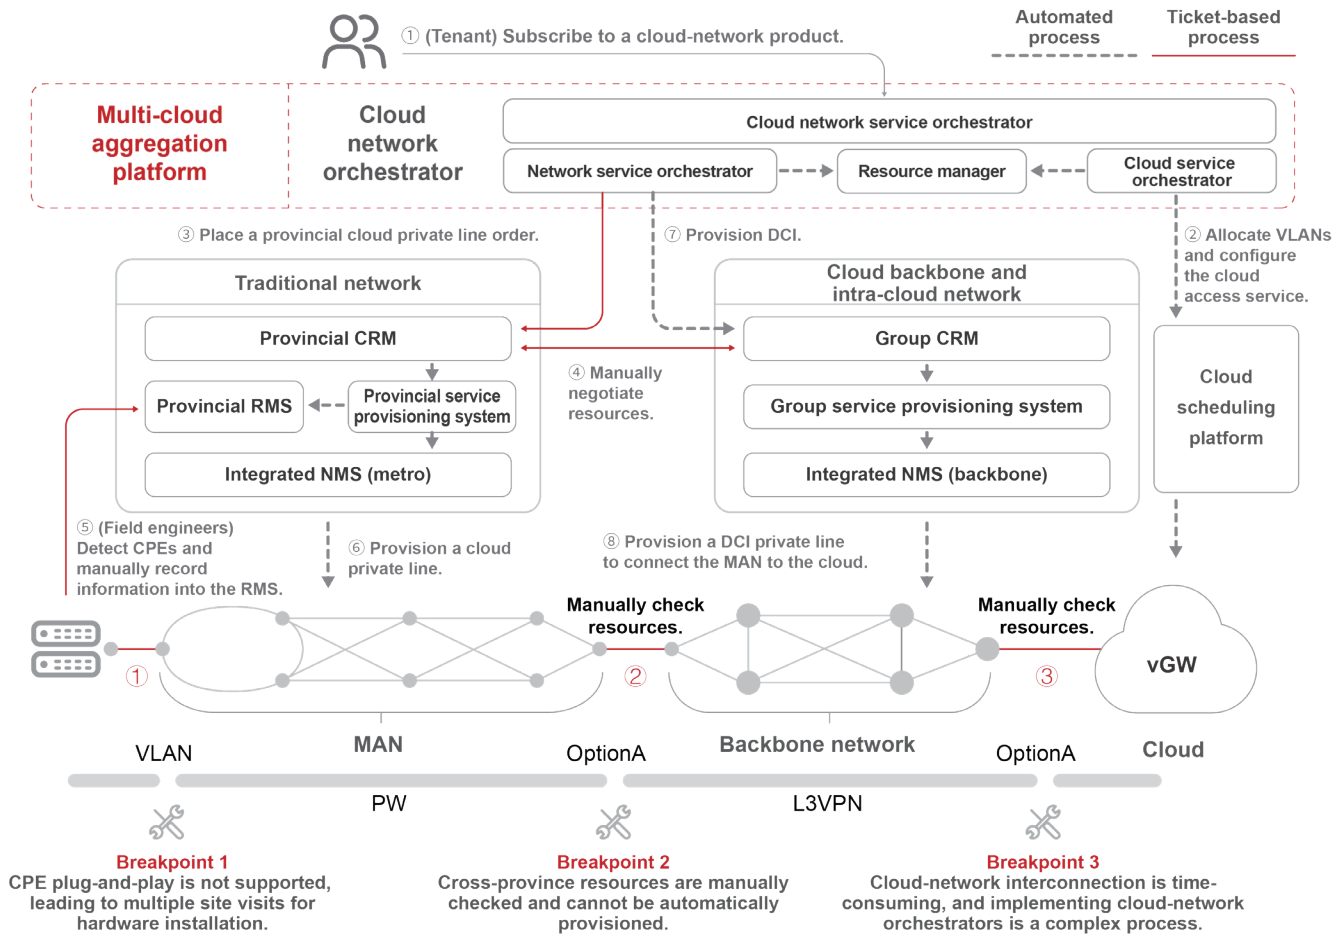 ① (Tenant) Subscribe to a cloud-network product.
Automated
process
Ticket-based
process
Multi-cloud
aggregation
platform
Cloud
network
orchestrator
Cloud network service orchestrator
Network service orchestrator
Resource manager
Cloud service
orchestrator
③ Place a provincial cloud private line order.
⑦ Provision DCI.
② Allocate VLANs
and configure
the cloud
access service.
Traditional network
Provincial CRM
Provincial RMS
Provincial service
provisioning system
Integrated NMS (metro)
④ Manually
negotiate
resources.
Cloud backbone and
intra-cloud network
Group CRM
Group service provisioning system
Integrated NMS (backbone)
Cloud
scheduling
platform
⑤ (Field engineers)
Detect CPEs and
manually record
information into the RMS.
⑥ Provision a cloud
private line.
⑧ Provision a DCI private line
to connect the MAN to the cloud.
Manually check
resources.
Manually check
resources.
①
②
③
vGW
MAN
Backbone network
Cloud
VLAN
OptionA
OptionA
PW
L3VPN
Breakpoint 1
CPE plug-and-play is not supported,
leading to multiple site visits for
hardware installation.
Breakpoint 2
Cross-province resources are manually
checked and cannot be automatically
provisioned.
Breakpoint 3
Cloud-network interconnection is time-
consuming, and implementing cloud-network
orchestrators is a complex process.